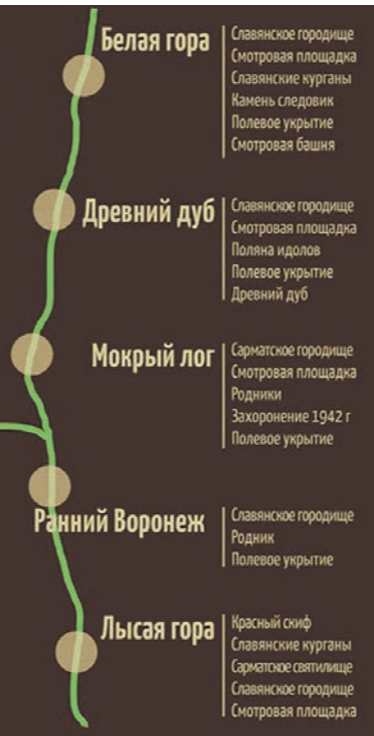 Белая гора
Славянское городище
Смотровая площадка
Славянские курганы
Камень следовик
Полевое укрытие
Смотровая башня
Древний дуб
Славянское городище
Смотровая площадка
Поляна идолов
Полевое укрытие
Древний дуб
Мокрый лог
Сарматское городище
Смотровая площадка
Родники
Захоронение 1942 г
Полевое укрытие
Ранний Воронеж
Славянское городище
Родник
Полевое укрытие
Лысая гора
Красный скиф
Славянские курганы
Сарматское святилище
Славянское городище
Смотровая площадка